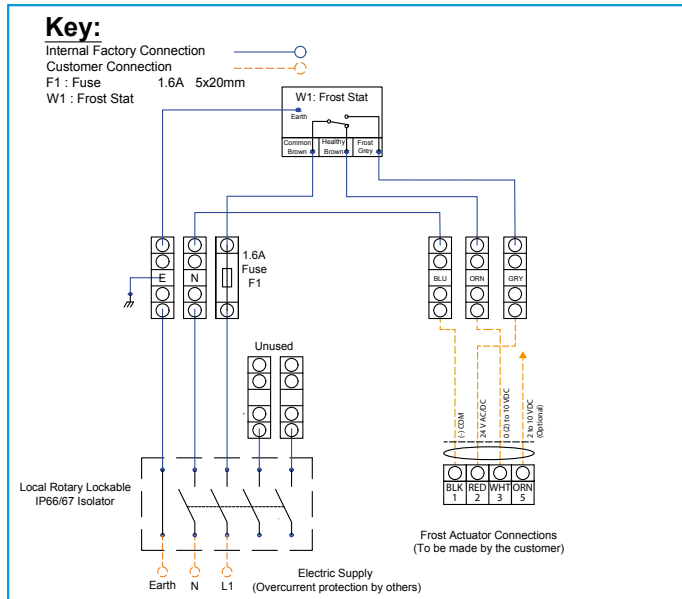 Key:
Internal Factory Connection
Customer Connection
F1 : Fuse 1.6A 5x20mm
W1 : Frost Stat
W1: Frost Stat
Earth
Common Healthy Frost
Brown Brown Grey
E N
1.6A
Fuse
F1
BLU ORN GRY
Unused
(-) COM
24 V AC/DC
0 (2) to 10 VDC
2 to 10 VDC
(Optional)
Local Rotary Lockable
IP66/67 Isolator
BLK RED WHT ORN
1 2 3 5
Frost Actuator Connections
(To be made by the customer)
Earth N L1
Electric Supply
(Overcurrent protection by others)